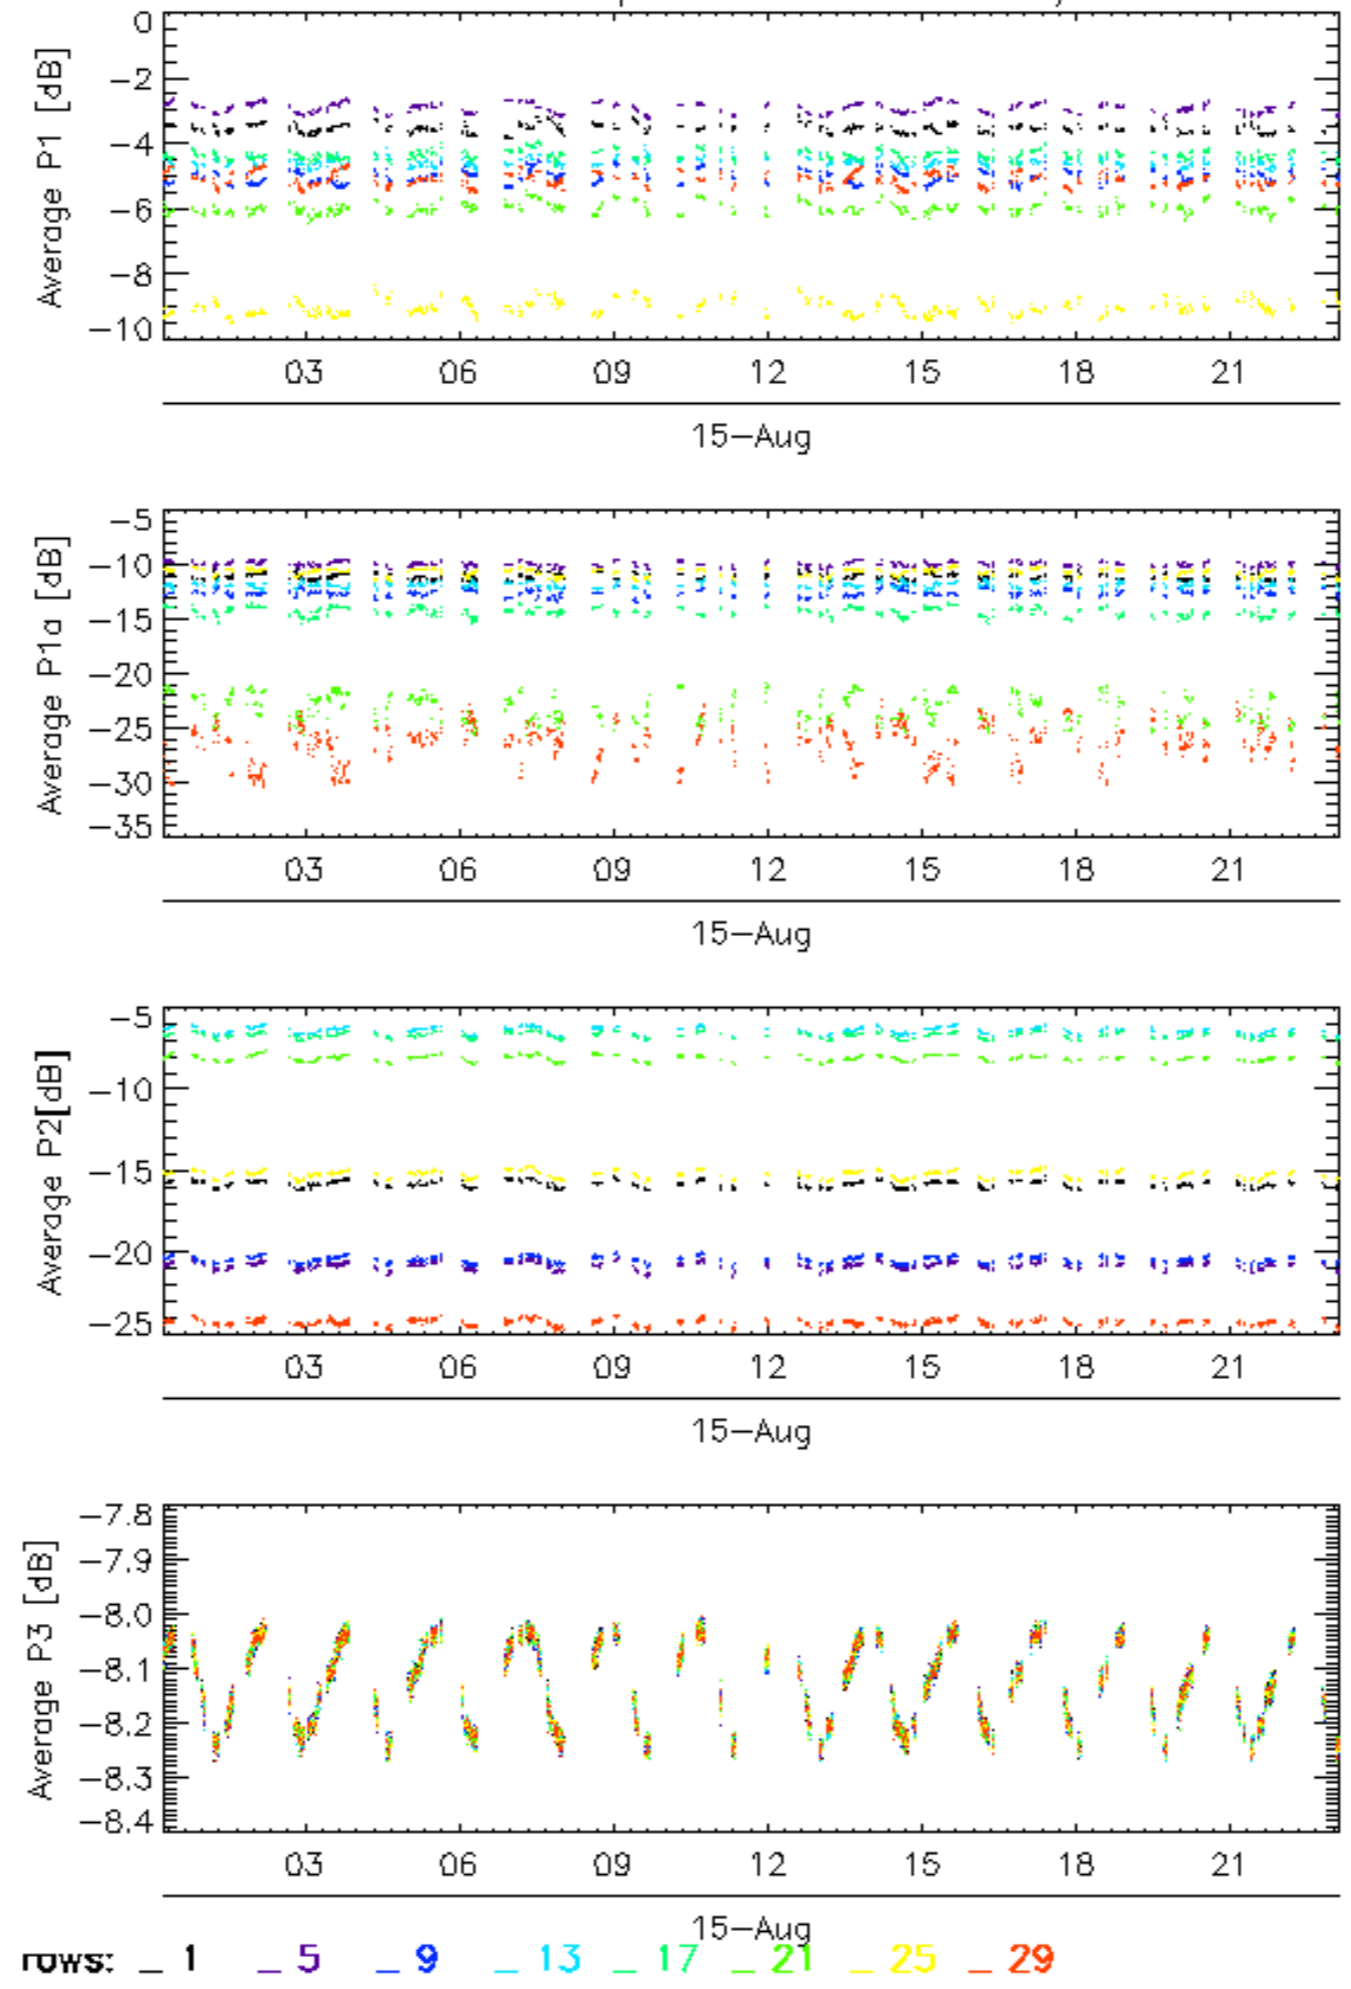 0
−2
−4
−6
−8
−10
Average P1 [dB]
03 06 09 12 15 18 21
15−Aug
−5
−10
−15
−20
−25
−30
−35
Average P1a [dB]
03 06 09 12 15 18 21
15−Aug
−5
−10
−15
−20
−25
Average P2[dB]
03 06 09 12 15 18 21
15−Aug
−7.8
−7.9
−8.0
−8.1
−8.2
−8.3
−8.4
Average P3 [dB]
03 06 09 12 15 18 21
15−Aug
rows: _ 1 _ 5 _ 9 _ 13 _ 17 _ 21 _ 25 _ 29